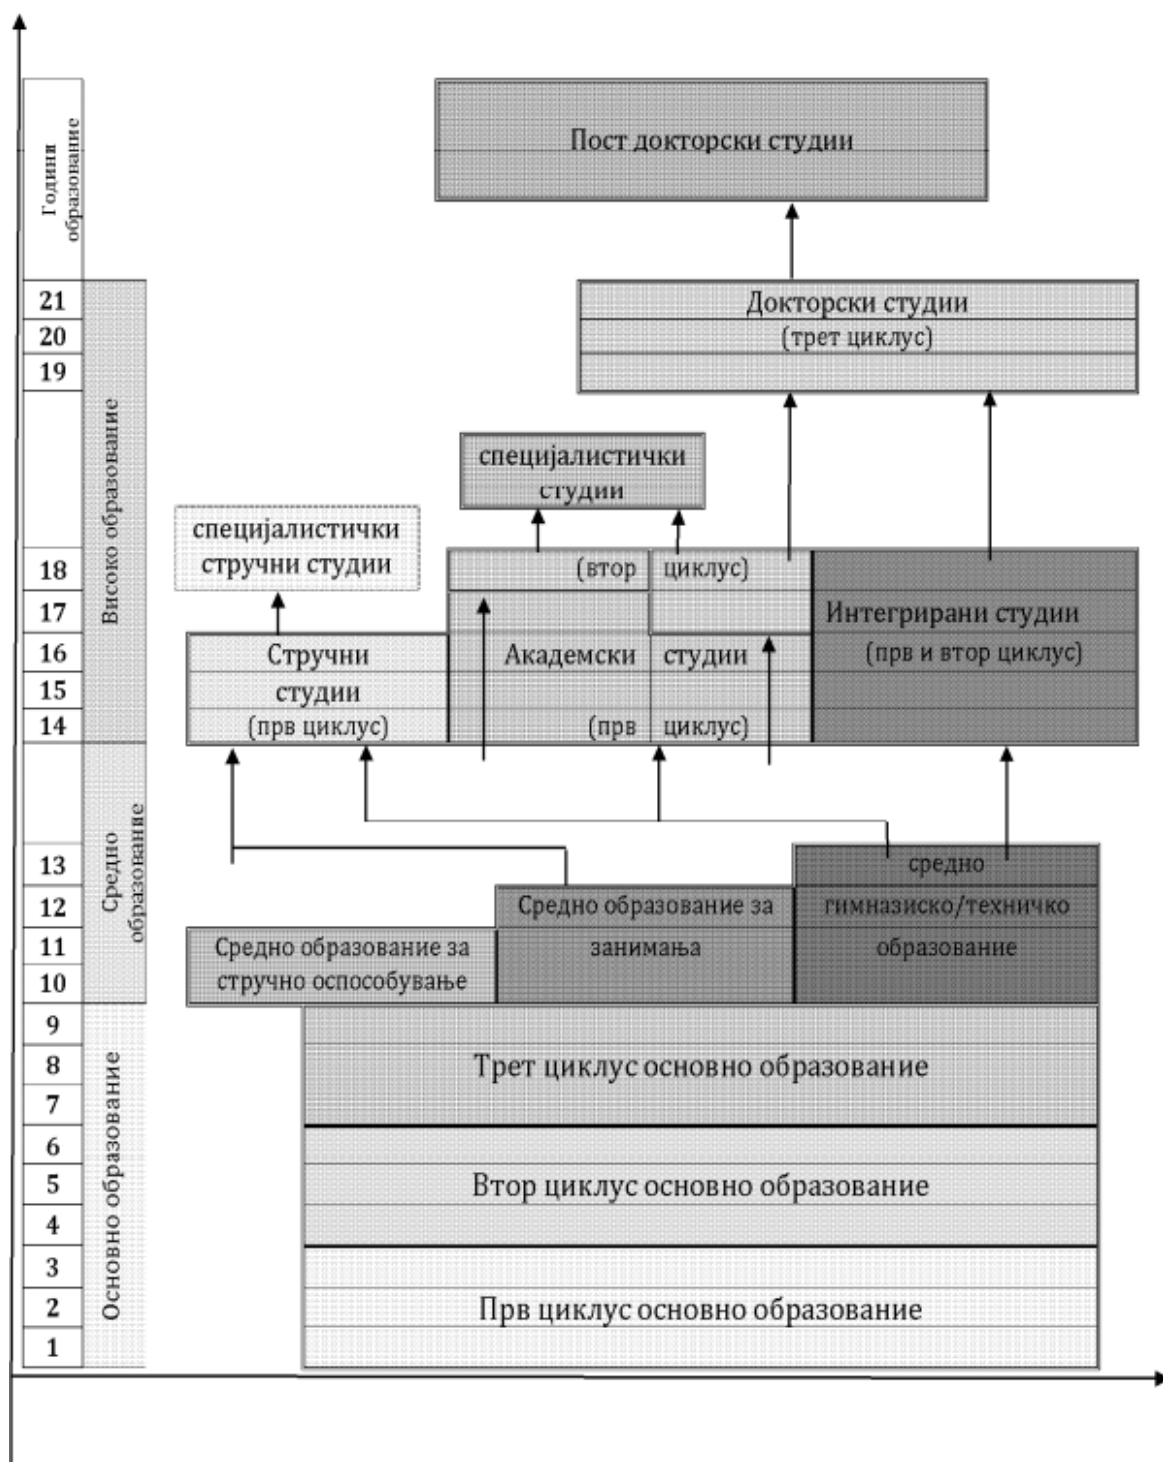 Години
образование
Пост докторски студии
21
20
19
18
17
16
15
14
13
12
11
10
9
8
7
6
5
4
3
2
1
Високо образование
Средно
образование
Основно образование
Докторски студии
(трет циклус)
специјалистички
студии
специјалистички
стручни студии
(втор циклус)
Академски студии
(прв циклус)
Интегрирани студии
(прв и втор циклус)
Стручни
студии
(прв циклус)
средно
гимназиско/техничко
образование
Средно образование за
занимања
Средно образование за
стручно оспособување
Трет циклус основно образование
Втор циклус основно образование
Прв циклус основно образование